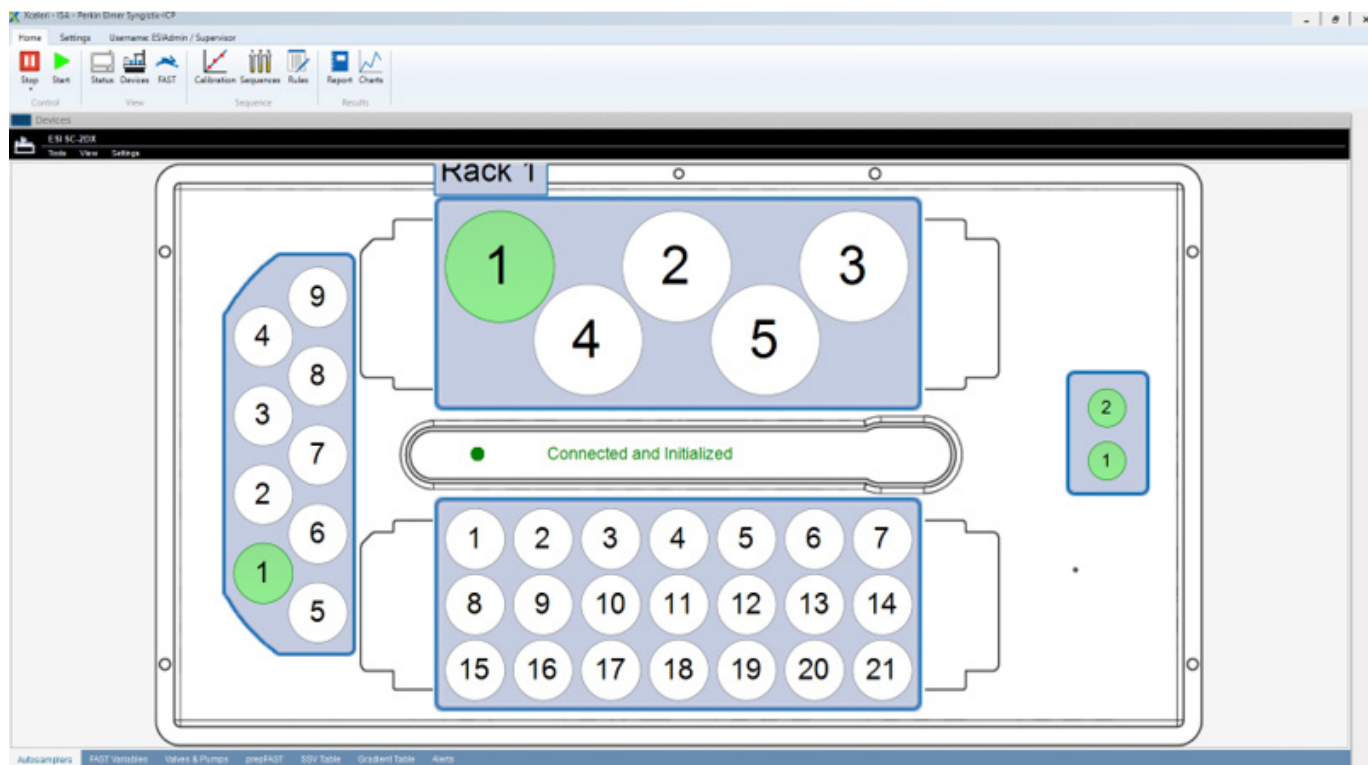 Xceleri - ISA - Perkin Elmer Syngistix-ICP
Home Settings Username: ESIAdmin / Supervisor
Stop Start Status Devices FAST Calibration Sequences Rules Report Charts
Control View Sequence Results
Devices
ESI SC-2DX
Tools View Settings
Rack 1
1 2 3
4 5
9
4
8
3
7
2
6
1
5
Connected and Initialized
2
1
1 2 3 4 5 6 7
8 9 10 11 12 13 14
15 16 17 18 19 20 21
Autosamplers FAST Variables Valves & Pumps prepFAST SSV Table Gradient Table Alerts